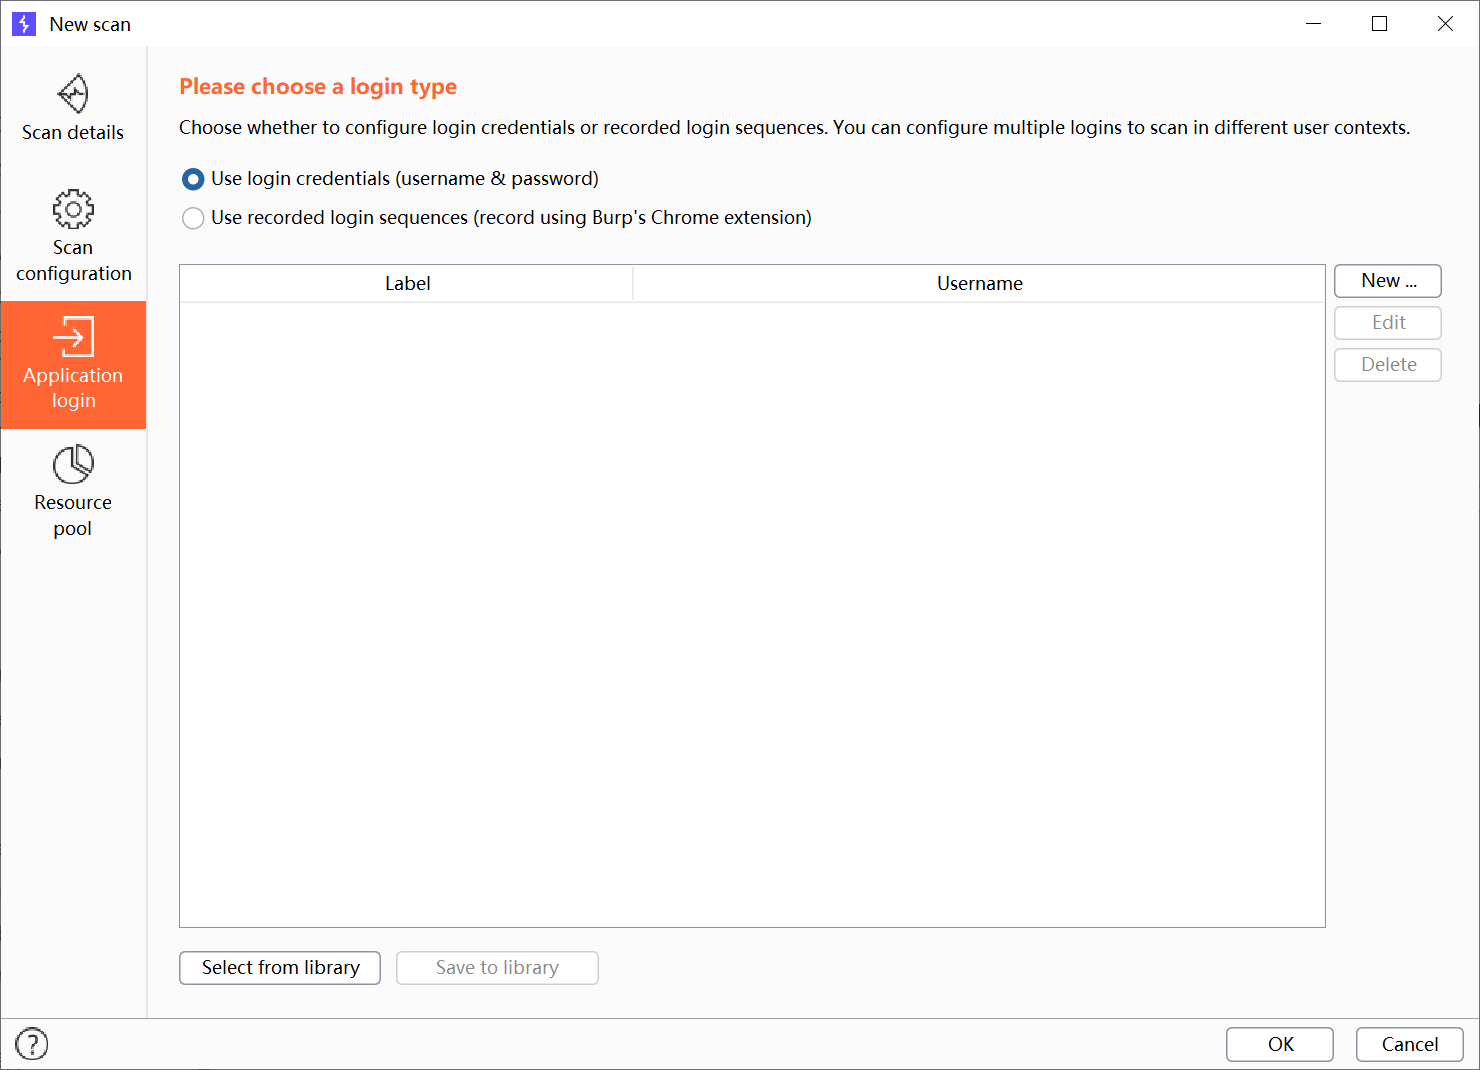 New scan
Scan details
Scan
configuration
Application
login
Resource
pool
Please choose a login type
Choose whether to configure login credentials or recorded login sequences. You can configure multiple logins to scan in different user contexts.
Use login credentials (username & password)
Use recorded login sequences (record using Burp's Chrome extension)
Label Username
New ...
Edit
Delete
Select from library Save to library
? OK Cancel